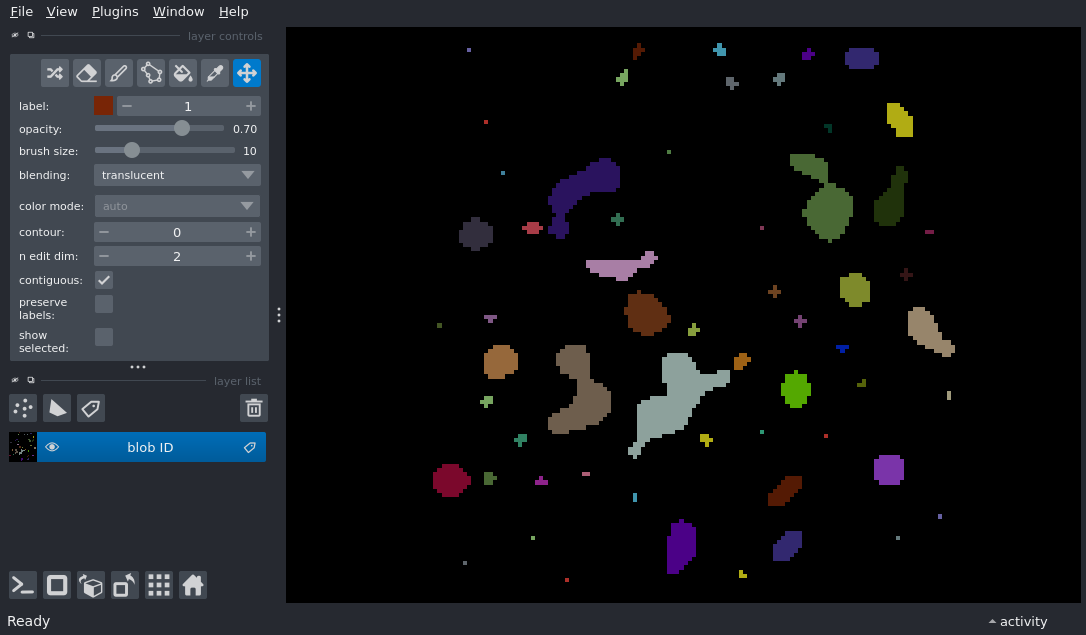 File View Plugins Window Help
layer controls
label: 1
opacity: 0.70
brush size: 10
blending: translucent
color mode: auto
contour: 0
n edit dim: 2
contiguous:
preserve
labels:
show
selected:
layer list
blob ID
Ready
activity